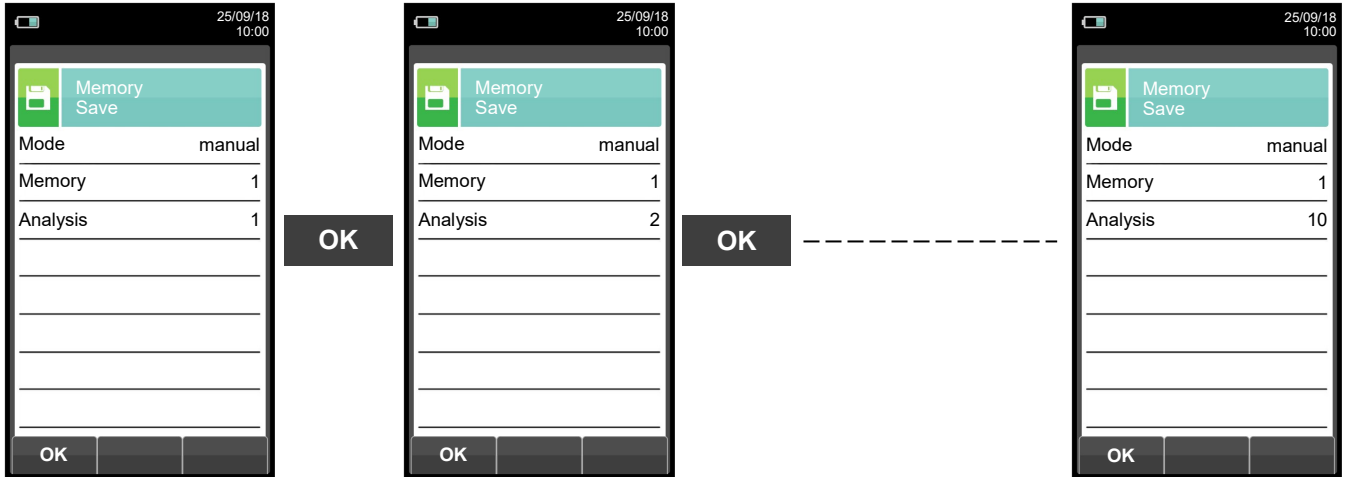 25/09/18
10:00
Memory
Save
Mode manual
Memory 1
Analysis 1
OK
OK
25/09/18
10:00
Memory
Save
Mode manual
Memory 1
Analysis 2
OK
OK
25/09/18
10:00
Memory
Save
Mode manual
Memory 1
Analysis 10
OK